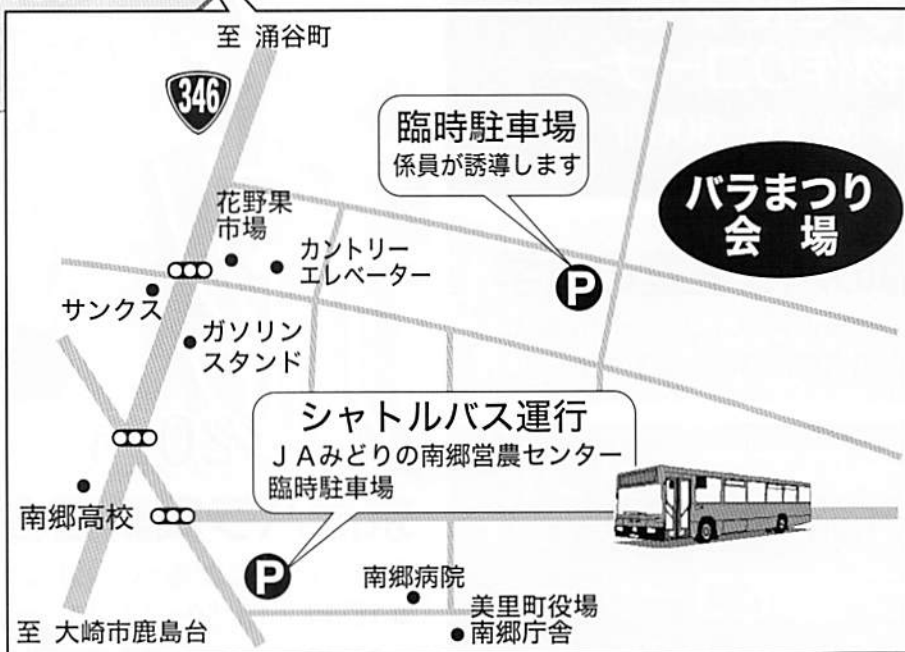 至 涌谷町
346
臨時駐車場
係員が誘導します
バラまつり
会場
花野果
市場
カントリー
エレベーター
P
サンクス
ガソリン
スタンド
シャトルバス運行
JAみどりの南郷営農センター
臨時駐車場
南郷高校
P
南郷病院
美里町役場
南郷庁舎
至 大崎市鹿島台